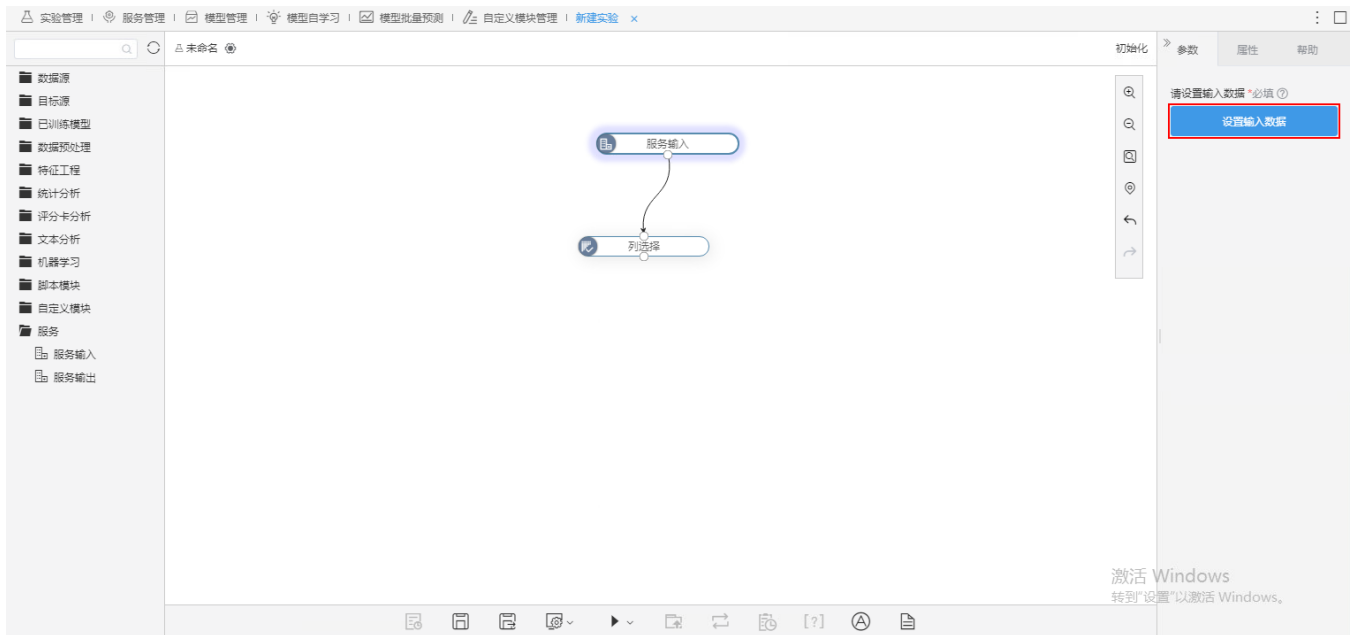 实验管理 服务管理 模型管理 模型自学习 模型批量预测 自定义模块管理 新建实验 ×
未命名 初始化
参数 属性 帮助
数据源
目标源
已训练模型
数据预处理
特征工程
统计分析
评分卡分析
文本分析
机器学习
脚本模块
自定义模块
服务
服务输入
服务输出
服务输入
列选择
请设置输入数据 *必填
设置输入数据
激活 Windows
转到"设置"以激活 Windows。
[?] A